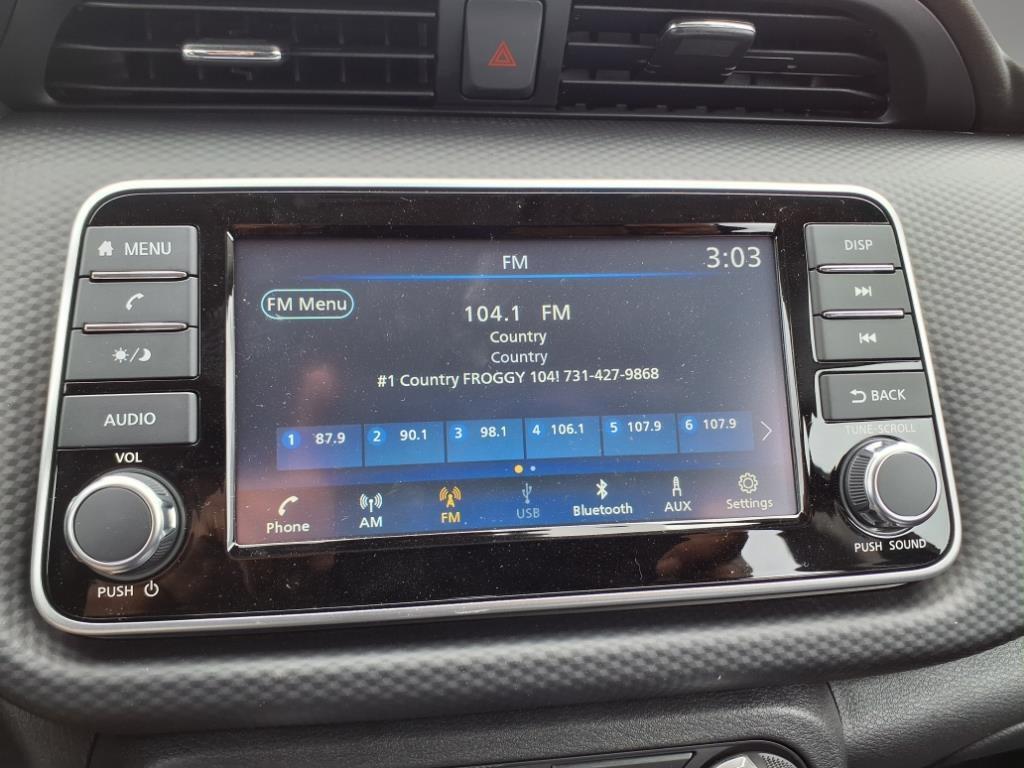 MENU
AUDIO
VOL
PUSH
FM
3:03
FM Menu
104.1 FM
Country
Country
#1 Country FROGGY 104! 731-427-9868
1 87.9 2 90.1 3 98.1 4 106.1 5 107.9 6 107.9
Phone AM FM USB Bluetooth AUX Settings
DISP
BACK
TUNE·SCROLL
PUSH SOUND